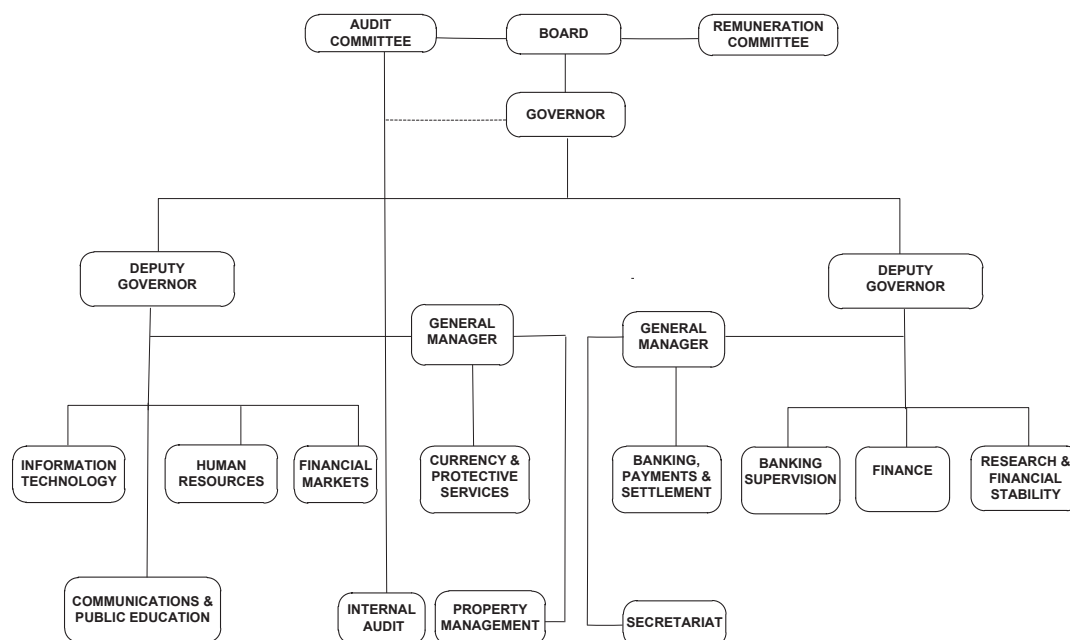 AUDIT
COMMITTEE
BOARD
REMUNERATION
COMMITTEE
GOVERNOR
DEPUTY
GOVERNOR
DEPUTY
GOVERNOR
GENERAL
MANAGER
GENERAL
MANAGER
INFORMATION
TECHNOLOGY
HUMAN
RESOURCES
FINANCIAL
MARKETS
CURRENCY &
PROTECTIVE
SERVICES
BANKING,
PAYMENTS &
SETTLEMENT
BANKING
SUPERVISION
FINANCE
RESEARCH &
FINANCIAL
STABILITY
COMMUNICATIONS &
PUBLIC EDUCATION
INTERNAL
AUDIT
PROPERTY
MANAGEMENT
SECRETARIAT